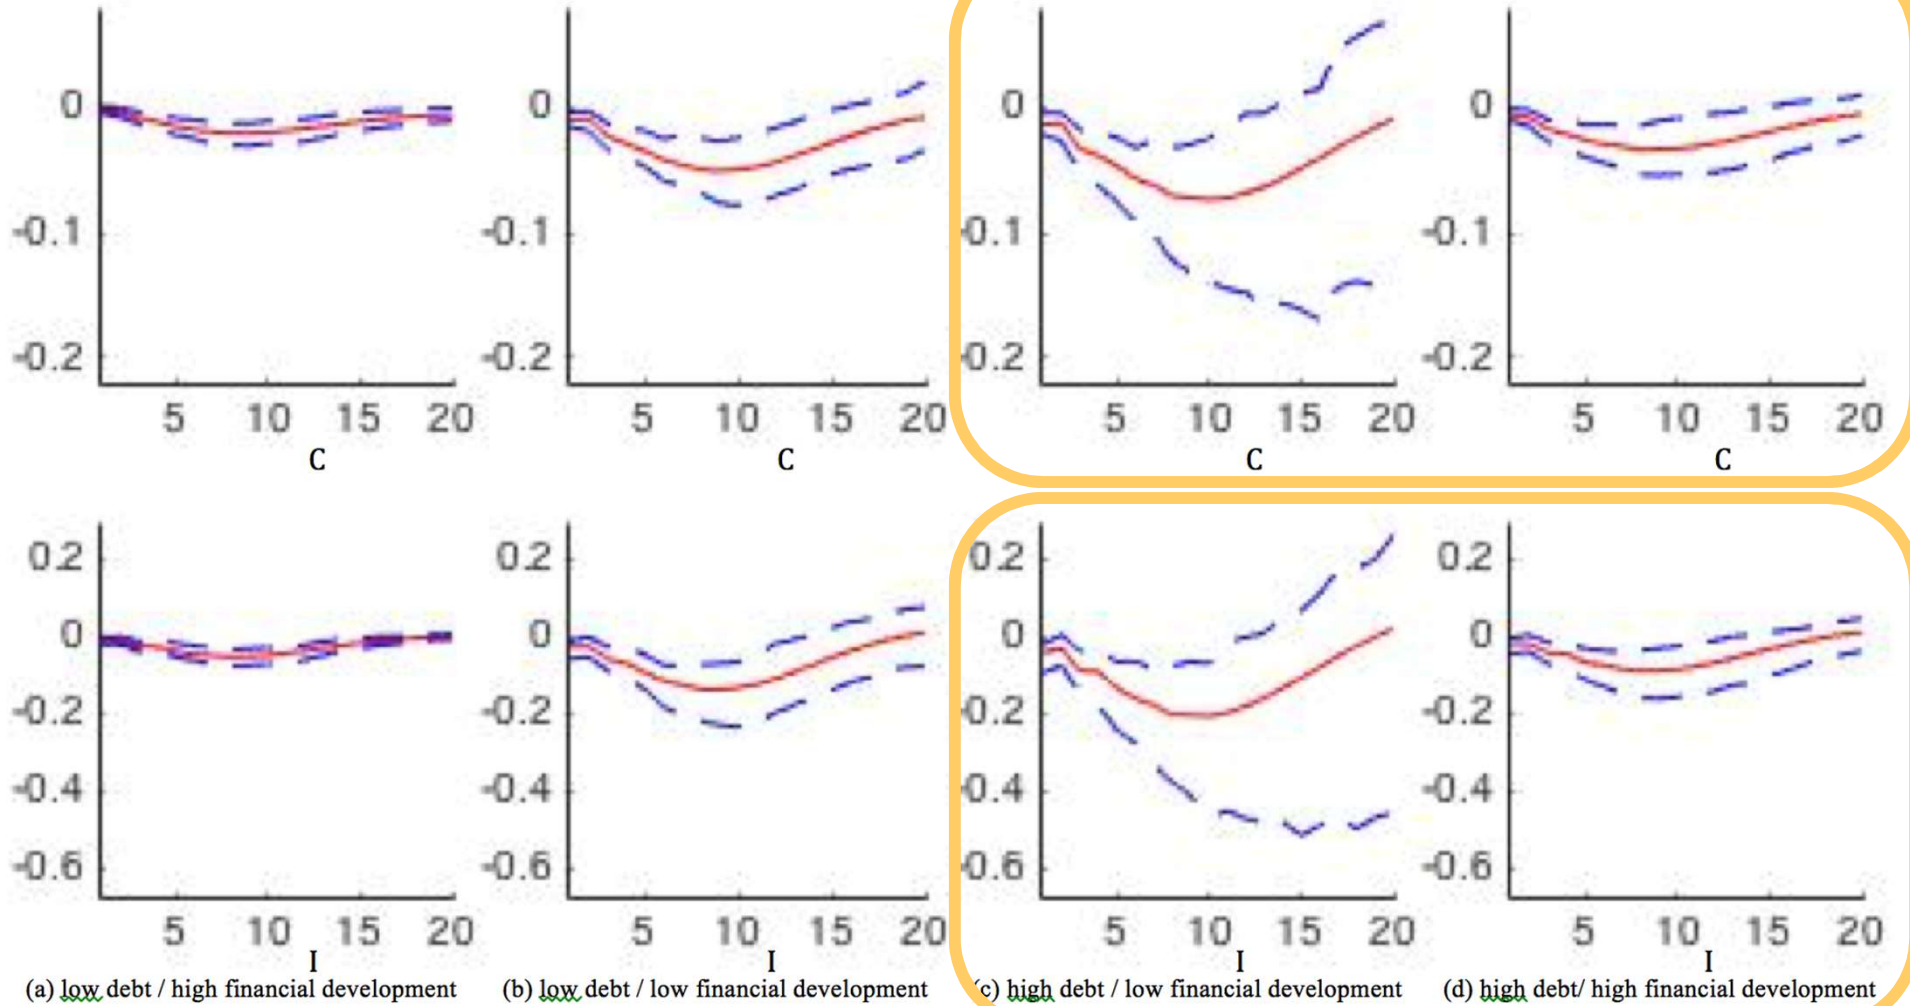 0 0 0 0
-0.1 -0.1 -0.1 -0.1
-0.2 -0.2 -0.2 -0.2
5 10 15 20 5 10 15 20 5 10 15 20 5 10 15 20
C C C C
0.2 0.2 0.2 0.2
0 0 0 0
-0.2 -0.2 -0.2 -0.2
-0.4 -0.4 -0.4 -0.4
-0.6 -0.6 -0.6 -0.6
5 10 15 20 5 10 15 20 5 10 15 20 5 10 15 20
I I I I
(a) low debt / high financial development (b) low debt / low financial development (c) high debt / low financial development (d) high debt/ high financial development